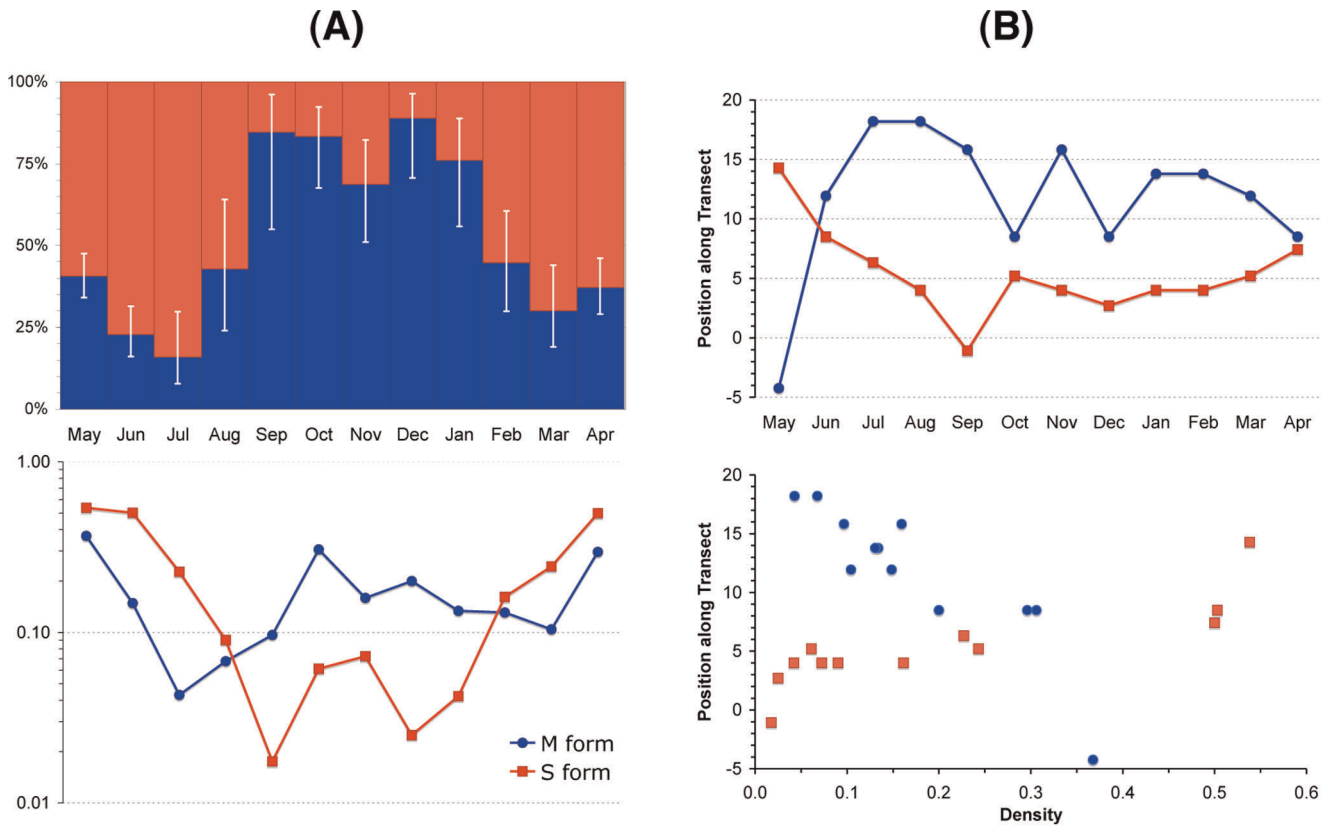 (A)
100%
75%
50%
25%
0%
May Jun Jul Aug Sep Oct Nov Dec Jan Feb Mar Apr
1.00
0.10
0.01
M form
S form
(B)
Position along Transect
20
15
10
5
0
-5
May Jun Jul Aug Sep Oct Nov Dec Jan Feb Mar Apr
Position along Transect
20
15
10
5
0
-5
0.0 0.1 0.2 0.3 0.4 0.5 0.6
Density